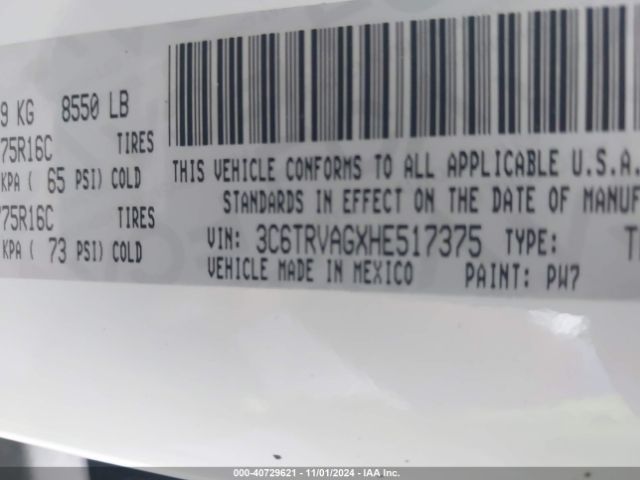 9 KG 8550 LB
75R16C TIRES
KPA ( 65 PSI) COLD
75R16C TIRES
KPA ( 73 PSI) COLD
THIS VEHICLE CONFORMS TO ALL APPLICABLE U.S.A.
STANDARDS IN EFFECT ON THE DATE OF MANUF
VIN: 3C6TRVAGXHE517375 TYPE: T
VEHICLE MADE IN MEXICO PAINT: PW7
000-40729621 - 11/01/2024 - IAAI.com